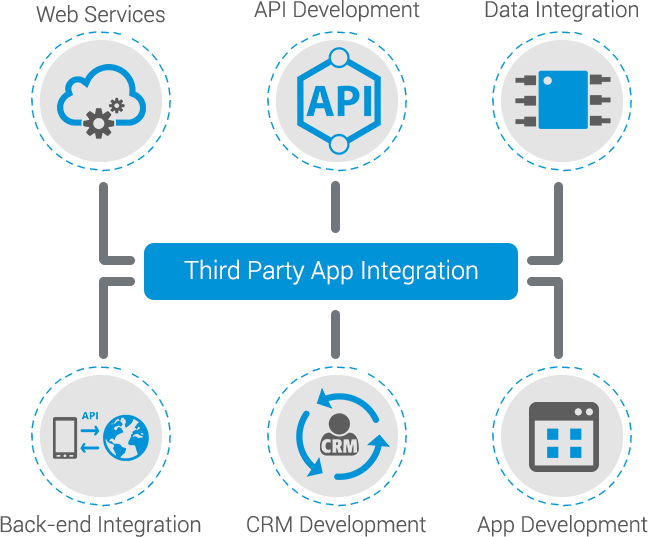 Web Services
API Development
Data Integration
API
Third Party App Integration
API
CRM
Back-end Integration
CRM Development
App Development